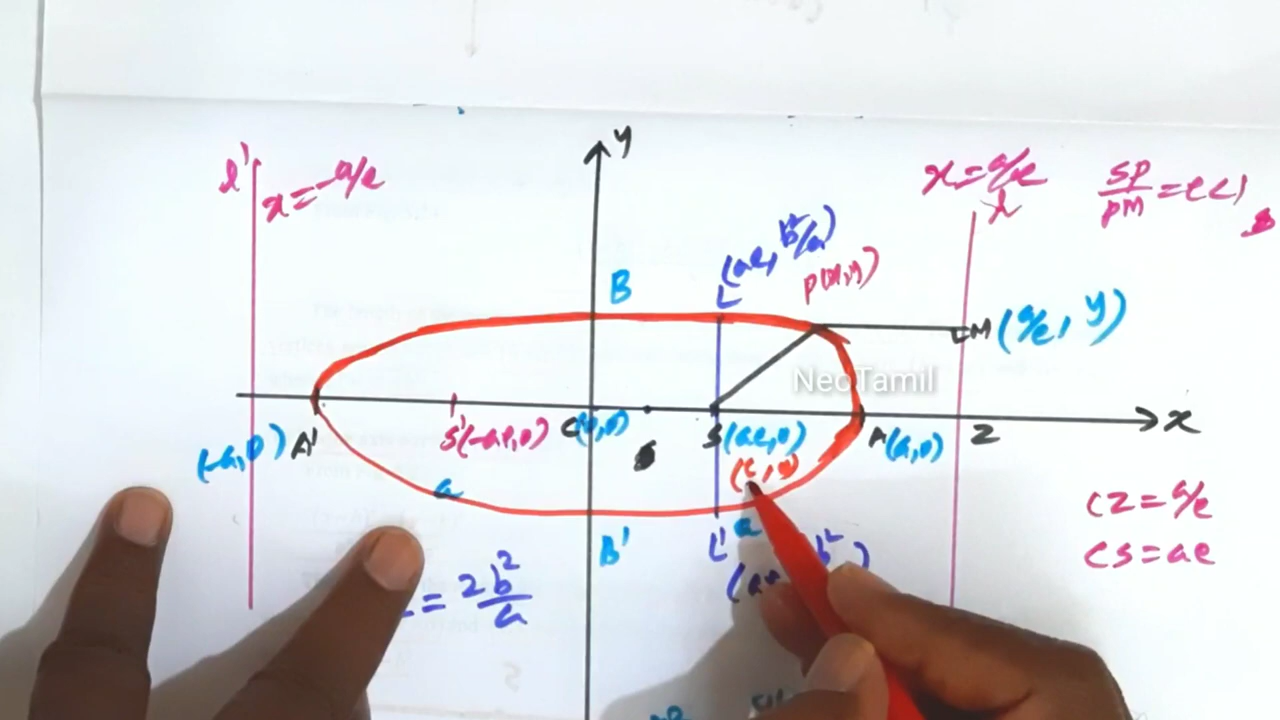 y
l'
x = -a/e
x = a/e
l
SP/PM = e < 1
(ae, b²/a)
L
P(x, y)
B
M (a/e, y)
NeoTamil
x
(-a, 0) A'
S'(-ae, 0)
C (0, 0)
S (ae, 0)
A (a, 0)
Z
(c, 0)
a
CZ = a/e
CS = ae
a
B'
L'
= 2b²/a